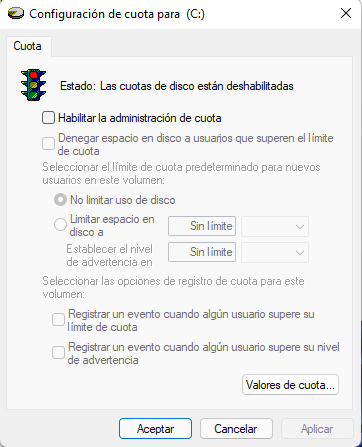 Configuración de cuota para (C:)
Cuota
Estado: Las cuotas de disco están deshabilitadas
Habilitar la administración de cuota
Denegar espacio en disco a usuarios que superen el límite
de cuota
Seleccionar el límite de cuota predeterminado para nuevos
usuarios en este volumen:
No limitar uso de disco
Limitar espacio en
disco a
Sin límite
Establecer el nivel
de advertencia en
Sin límite
Seleccionar las opciones de registro de cuota para este
volumen:
Registrar un evento cuando algún usuario supere su
límite de cuota
Registrar un evento cuando algún usuario supere su nivel
de advertencia
Valores de cuota...
Aceptar
Cancelar
Aplicar